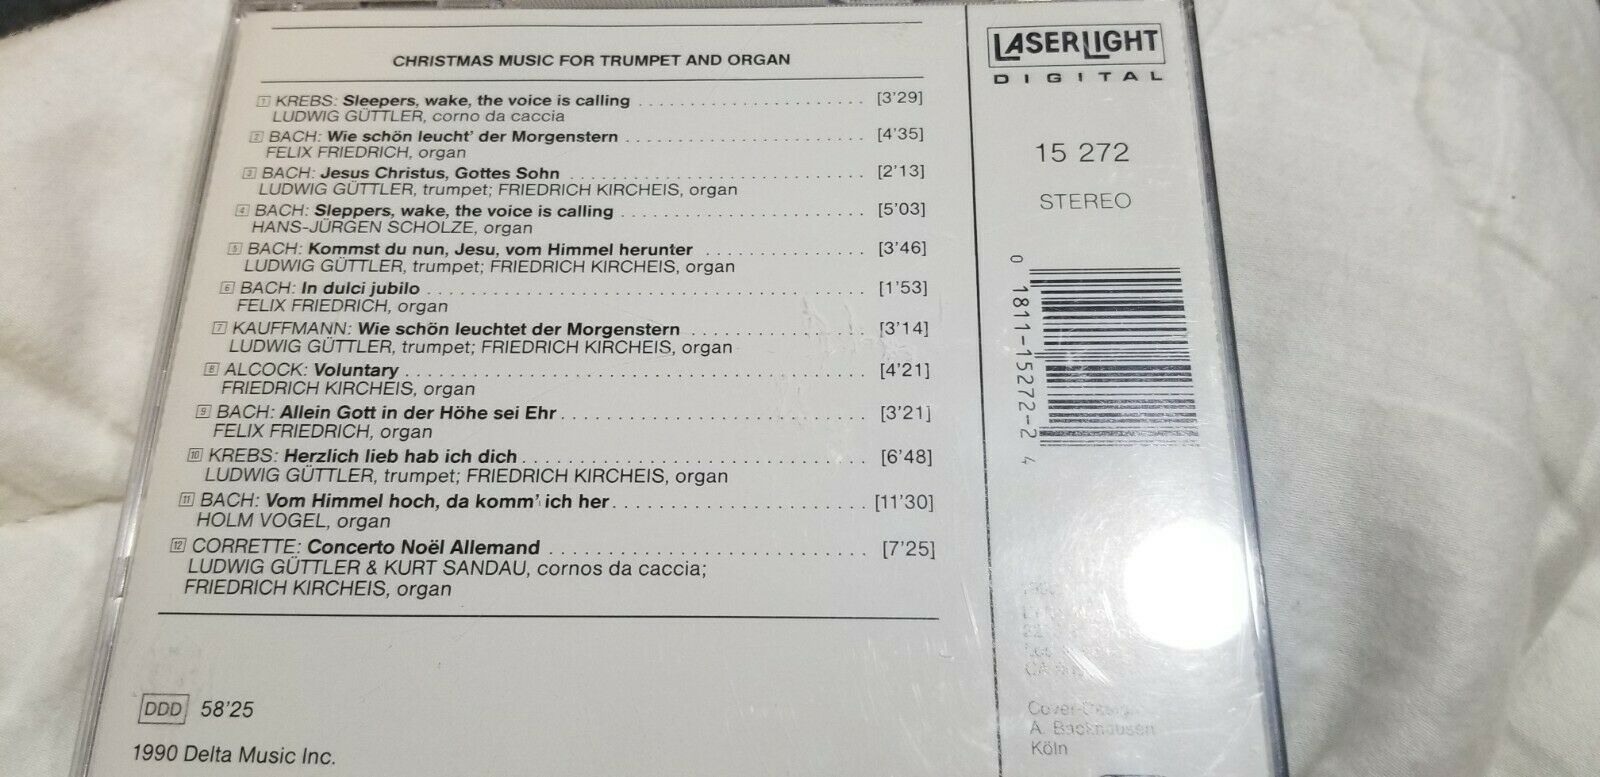 CHRISTMAS MUSIC FOR TRUMPET AND ORGAN
1 KREBS: Sleepers, wake, the voice is calling [3'29]
LUDWIG GÜTTLER, corno da caccia
2 BACH: Wie schön leucht' der Morgenstern [4'35]
FELIX FRIEDRICH, organ
3 BACH: Jesus Christus, Gottes Sohn [2'13]
LUDWIG GÜTTLER, trumpet; FRIEDRICH KIRCHEIS, organ
4 BACH: Sleppers, wake, the voice is calling [5'03]
HANS-JÜRGEN SCHOLZE, organ
5 BACH: Kommst du nun, Jesu, vom Himmel herunter [3'46]
LUDWIG GÜTTLER, trumpet; FRIEDRICH KIRCHEIS, organ
6 BACH: In dulci jubilo [1'53]
FELIX FRIEDRICH, organ
7 KAUFFMANN: Wie schön leuchtet der Morgenstern [3'14]
LUDWIG GÜTTLER, trumpet; FRIEDRICH KIRCHEIS, organ
8 ALCOCK: Voluntary [4'21]
FRIEDRICH KIRCHEIS, organ
9 BACH: Allein Gott in der Höhe sei Ehr [3'21]
FELIX FRIEDRICH, organ
10 KREBS: Herzlich lieb hab ich dich [6'48]
LUDWIG GÜTTLER, trumpet; FRIEDRICH KIRCHEIS, organ
11 BACH: Vom Himmel hoch, da komm' ich her [11'30]
HOLM VOGEL, organ
12 CORRETTE: Concerto Noël Allemand [7'25]
LUDWIG GÜTTLER & KURT SANDAU, cornos da caccia;
FRIEDRICH KIRCHEIS, organ
DDD 58'25
1990 Delta Music Inc.
LASERLIGHT
DIGITAL
15 272
STEREO
0 1811-15272-2 4
A. Backhausen
Köln